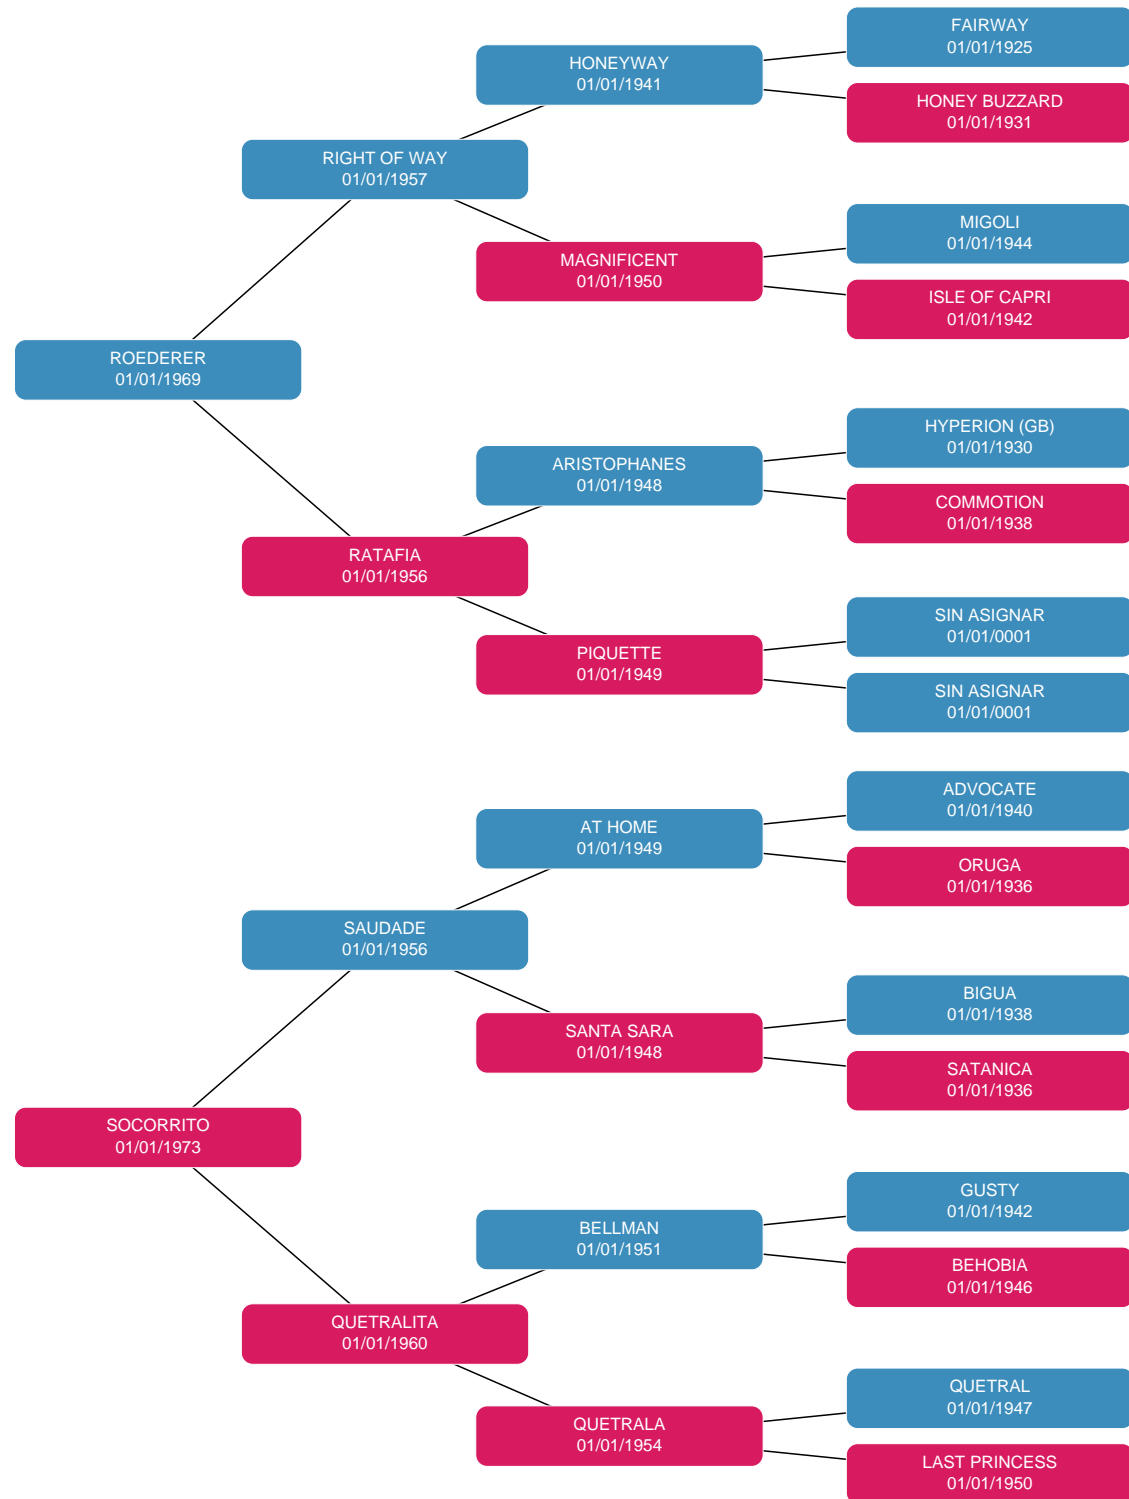 FAIRWAY
01/01/1925
HONEYWAY
01/01/1941
HONEY BUZZARD
01/01/1931
RIGHT OF WAY
01/01/1957
MIGOLI
01/01/1944
MAGNIFICENT
01/01/1950
ISLE OF CAPRI
01/01/1942
ROEDERER
01/01/1969
HYPERION (GB)
01/01/1930
ARISTOPHANES
01/01/1948
COMMOTION
01/01/1938
RATAFIA
01/01/1956
SIN ASIGNAR
01/01/0001
PIQUETTE
01/01/1949
SIN ASIGNAR
01/01/0001
ADVOCATE
01/01/1940
AT HOME
01/01/1949
ORUGA
01/01/1936
SAUDADE
01/01/1956
BIGUA
01/01/1938
SANTA SARA
01/01/1948
SATANICA
01/01/1936
SOCORRITO
01/01/1973
GUSTY
01/01/1942
BELLMAN
01/01/1951
BEHOBIA
01/01/1946
QUETRALITA
01/01/1960
QUETRAL
01/01/1947
QUETRALA
01/01/1954
LAST PRINCESS
01/01/1950